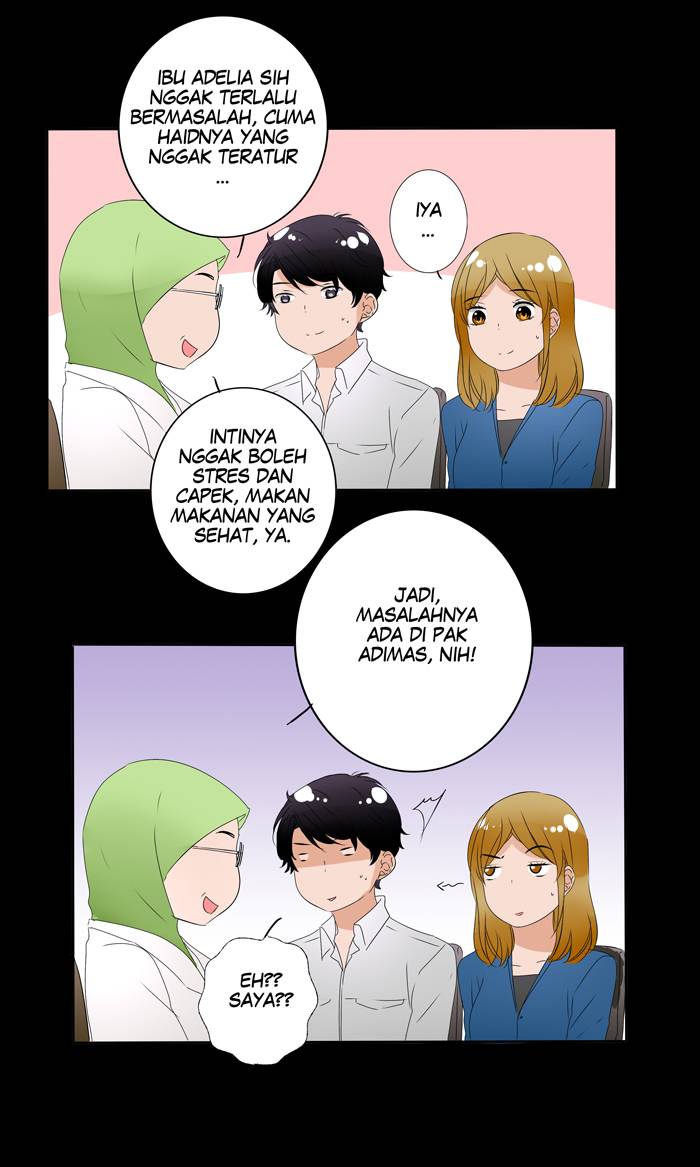 IBU ADELIA SIH
NGGAK TERLALU
BERMASALAH, CUMA
HAIDNYA YANG
NGGAK TERATUR
...
IYA
...
INTINYA
NGGAK BOLEH
STRES DAN
CAPEK, MAKAN
MAKANAN YANG
SEHAT, YA.
JADI,
MASALAHNYA
ADA DI PAK
ADIMAS, NIH!
EH??
SAYA??